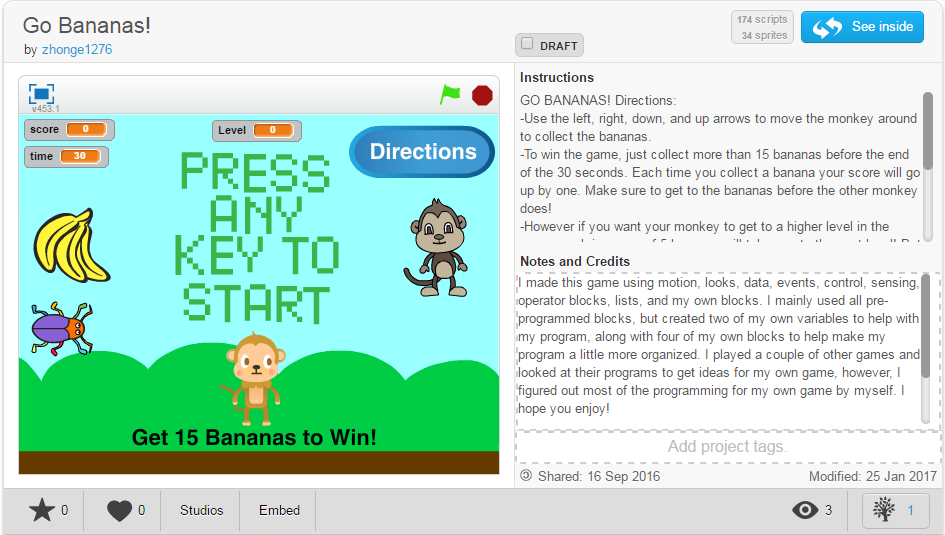 Go Bananas!
by zhonge1276
DRAFT
174 scripts
34 sprites
See inside
v453.1
score 0
time 30
Level 0
Directions
PRESS
ANY
KEY TO
START
Get 15 Bananas to Win!
Instructions
GO BANANAS! Directions:
-Use the left, right, down, and up arrows to move the monkey around
to collect the bananas.
-To win the game, just collect more than 15 bananas before the end
of the 30 seconds. Each time you collect a banana your score will go
up by one. Make sure to get to the bananas before the other monkey
does!
-However if you want your monkey to get to a higher level in the
Notes and Credits
I made this game using motion, looks, data, events, control, sensing,
operator blocks, lists, and my own blocks. I mainly used all pre-
programmed blocks, but created two of my own variables to help with
my program, along with four of my own blocks to help make my
program a little more organized. I played a couple of other games and
looked at their programs to get ideas for my own game, however, I
figured out most of the programming for my own game by myself. I
hope you enjoy!
Add project tags.
Shared: 16 Sep 2016
Modified: 25 Jan 2017
0
0
Studios
Embed
3
1